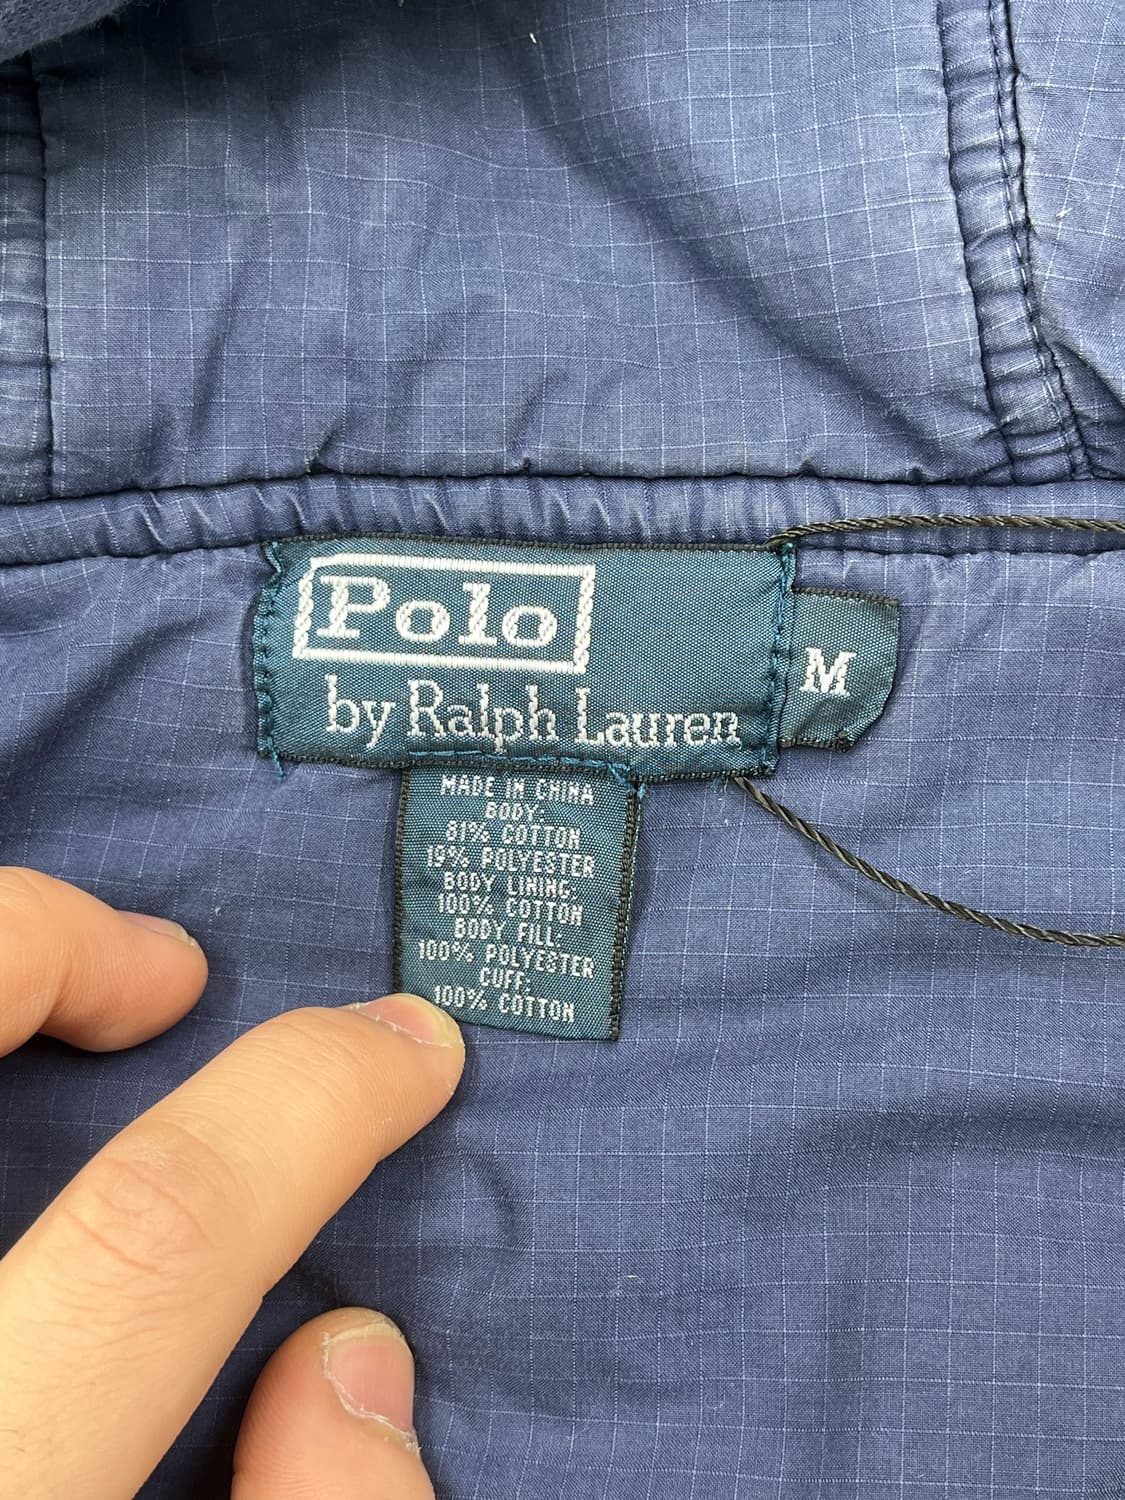 Polo
by Ralph Lauren
M
MADE IN CHINA
BODY:
81% COTTON
19% POLYESTER
BODY LINING:
100% COTTON
BODY FILL:
100% POLYESTER
CUFF:
100% COTTON